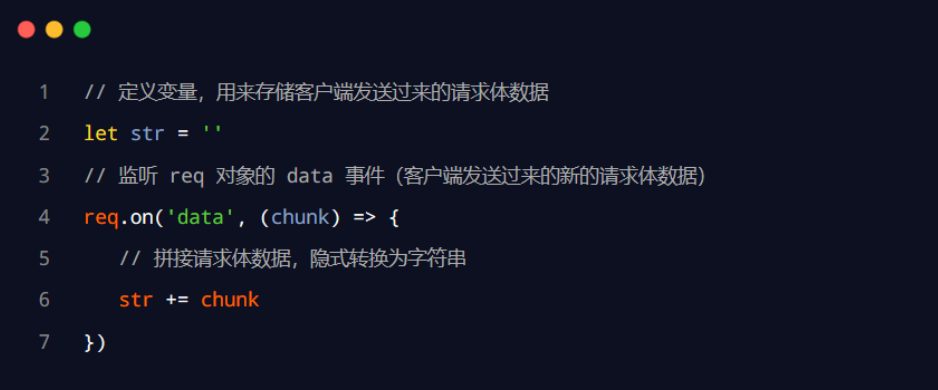 1 // 定义变量，用来存储客户端发送过来的请求体数据
2 let str = ''
3 // 监听 req 对象的 data 事件（客户端发送过来的新的请求体数据）
4 req.on('data', (chunk) => {
5 // 拼接请求体数据，隐式转换为字符串
6 str += chunk
7 })